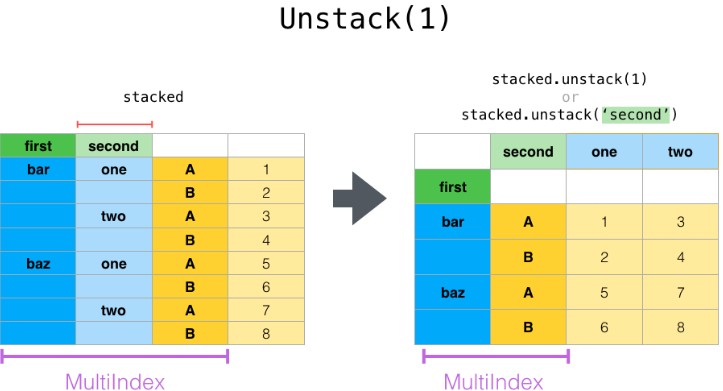 Unstack(1)
stacked
first second
bar one A 1
B 2
two A 3
B 4
baz one A 5
B 6
two A 7
B 8
MultiIndex
stacked.unstack(1)
or
stacked.unstack(‘second’)
second one two
first
bar A 1 3
B 2 4
baz A 5 7
B 6 8
MultiIndex